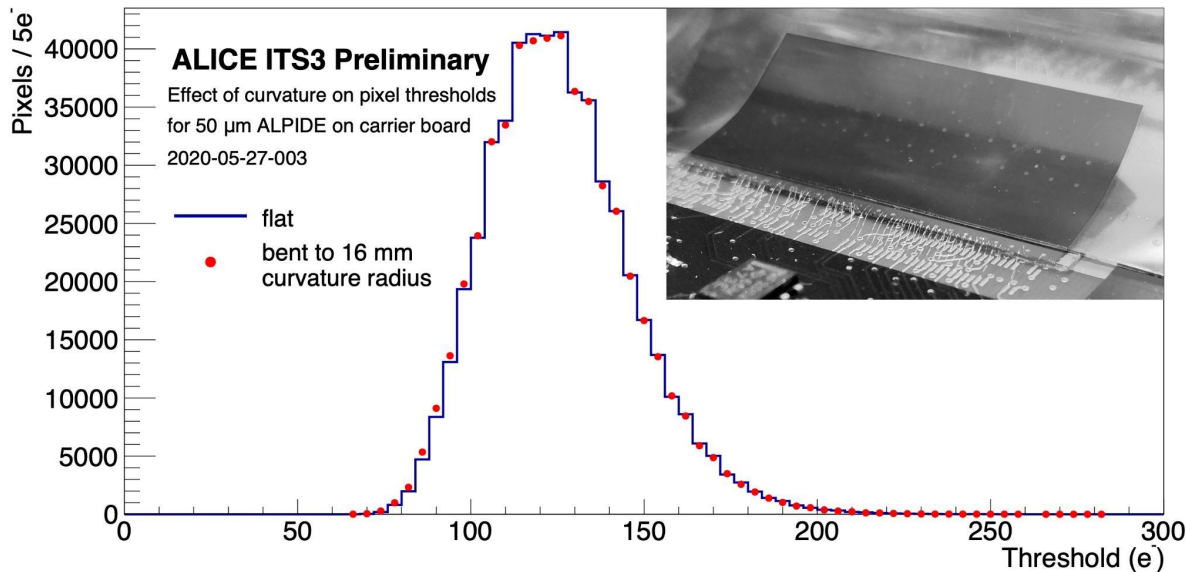 Pixels / 5e-
40000
35000
30000
25000
20000
15000
10000
5000
0
ALICE ITS3 Preliminary
Effect of curvature on pixel thresholds
for 50 μm ALPIDE on carrier board
2020-05-27-003
flat
bent to 16 mm
curvature radius
0 50 100 150 200 250 300
Threshold (e-)